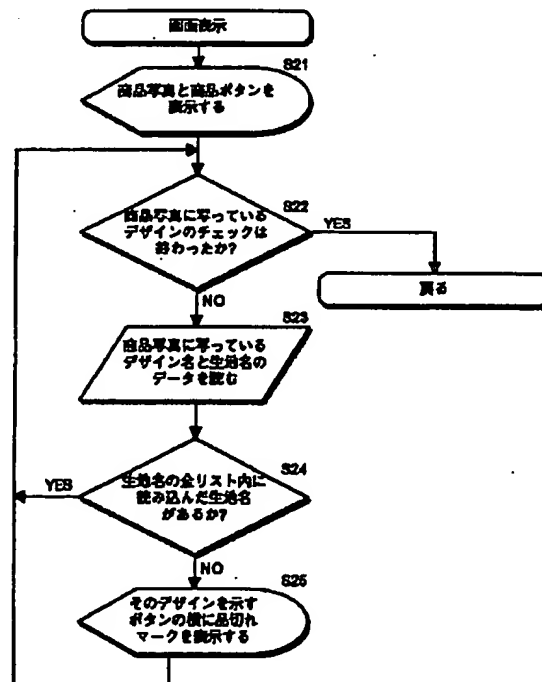 画面表示
S21
商品写真と商品ボタンを
表示する
S22
商品写真に写っている
デザインのチェックは
終わったか?
YES
戻る
NO
S23
商品写真に写っている
デザイン名と生地名の
データを読む
S24
生地名の全リスト内に
読み込んだ生地名
があるか?
YES
NO
S25
そのデザインを示す
ボタンの横に品切れ
マークを表示する